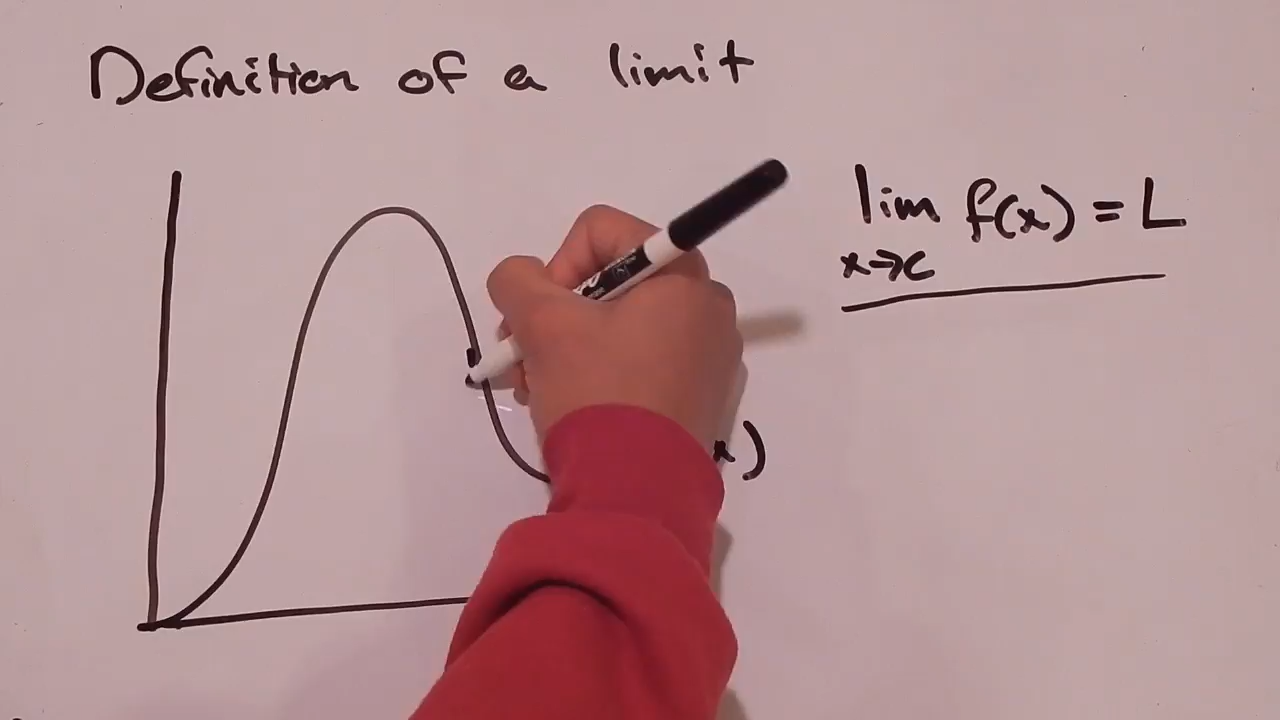 Definition of a limit
lim f(x) = L
x→c
x)